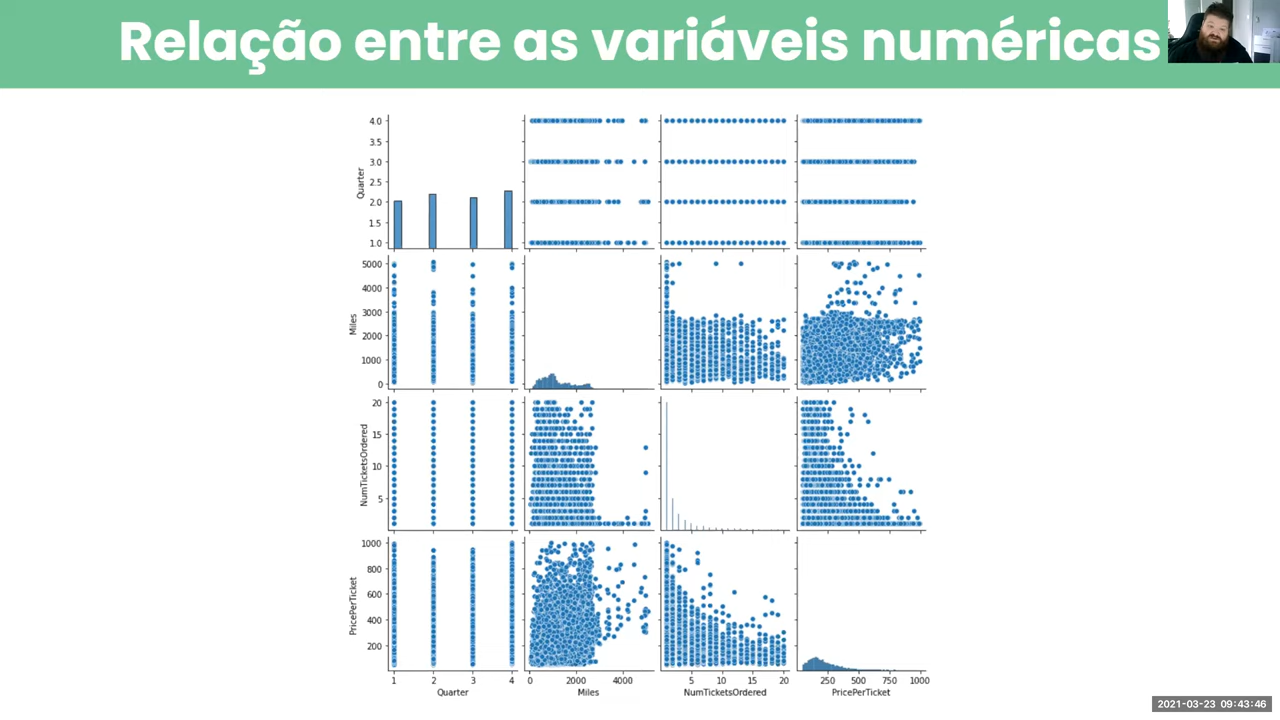 Relação entre as variáveis numéricas
4.0
3.5
3.0
2.5
2.0
1.5
1.0
Quarter
5000
4000
3000
2000
1000
0
Miles
20
15
10
5
NumTicketsOrdered
1000
800
600
400
200
PricePerTicket
1 2 3 4
0 2000 4000
5 10 15 20
250 500 750 1000
Quarter
Miles
NumTicketsOrdered
PricePerTicket
2021-03-23 09:43:46